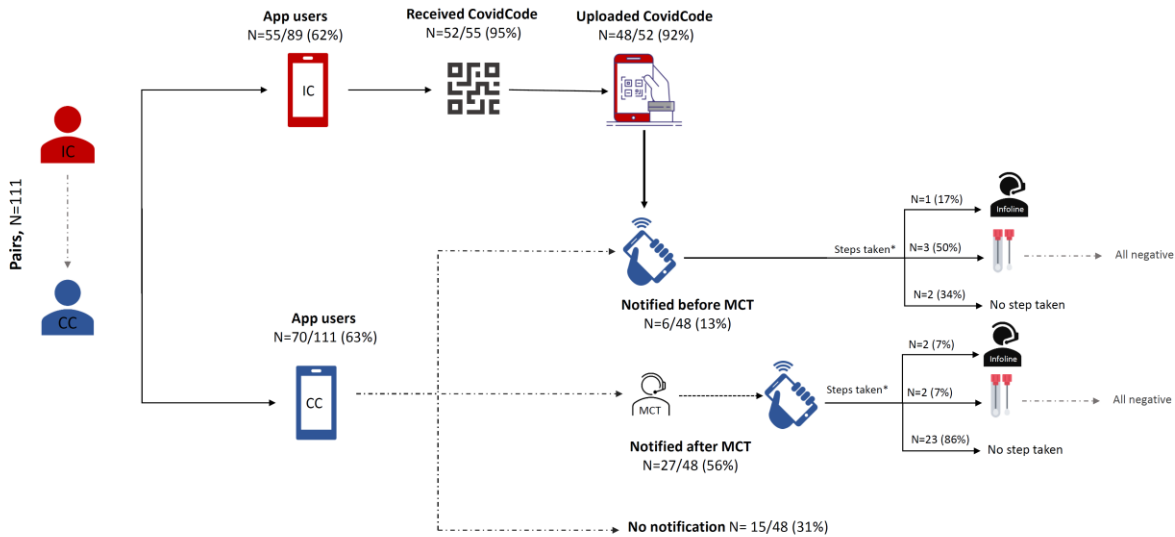 App users
N=55/89 (62%)
Received CovidCode
N=52/55 (95%)
Uploaded CovidCode
N=48/52 (92%)
IC
IC
Pairs, N=111
CC
App users
N=70/111 (63%)
CC
Notified before MCT
N=6/48 (13%)
Steps taken*
N=1 (17%)
Infoline
N=3 (50%)
All negative
N=2 (34%)
No step taken
MCT
Notified after MCT
N=27/48 (56%)
Steps taken*
N=2 (7%)
Infoline
N=2 (7%)
All negative
N=23 (86%)
No step taken
No notification N= 15/48 (31%)